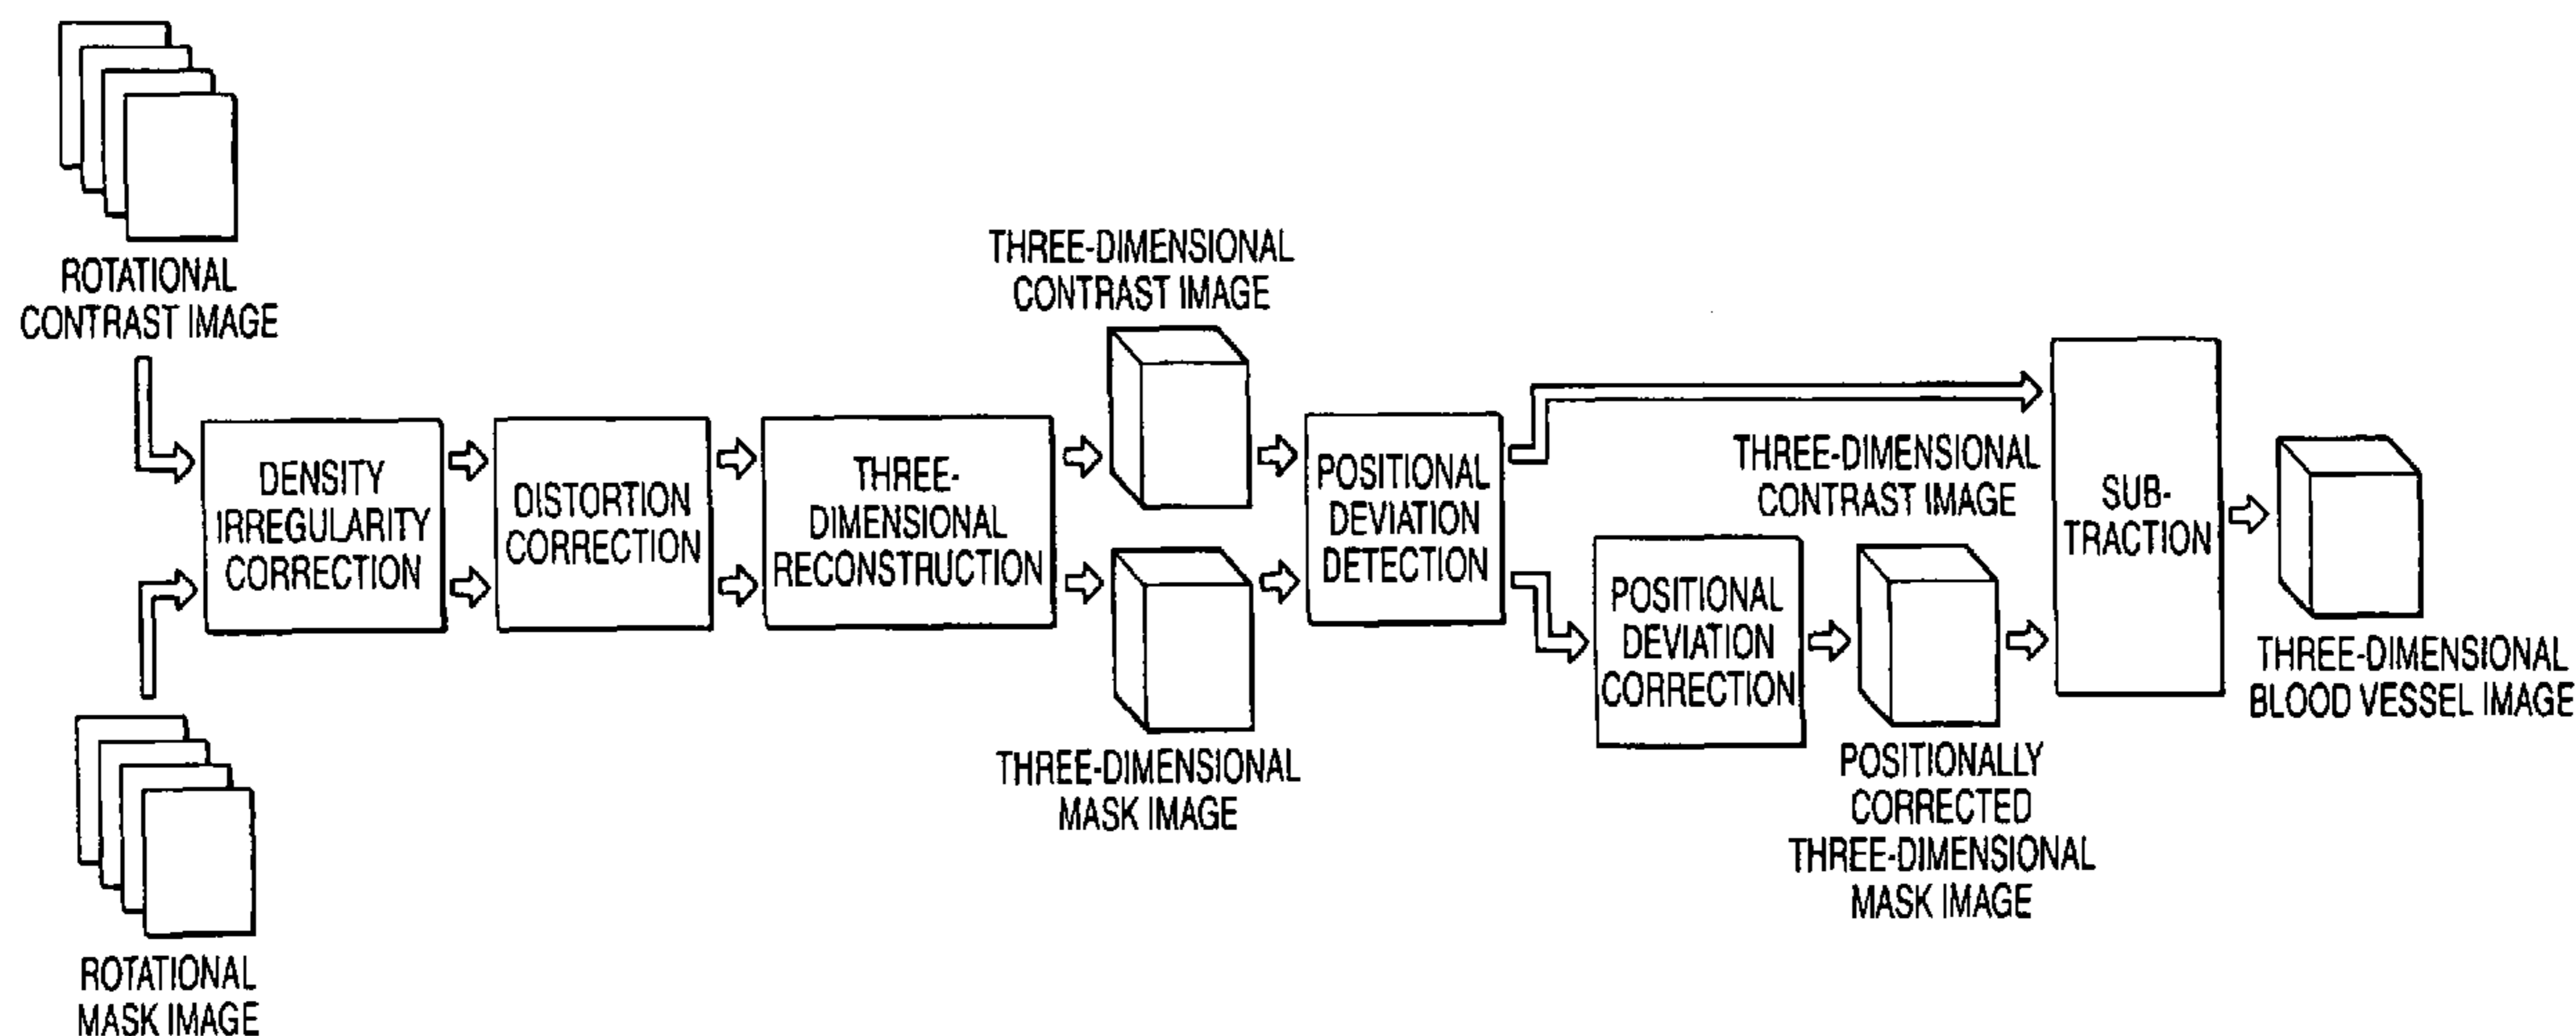 ROTATIONAL
CONTRAST IMAGE
DENSITY
IRREGULARITY
CORRECTION
DISTORTION
CORRECTION
THREE-
DIMENSIONAL
RECONSTRUCTION
THREE-DIMENSIONAL
CONTRAST IMAGE
THREE-DIMENSIONAL
MASK IMAGE
POSITIONAL
DEVIATION
DETECTION
THREE-DIMENSIONAL
CONTRAST IMAGE
POSITIONAL
DEVIATION
CORRECTION
POSITIONALLY
CORRECTED
THREE-DIMENSIONAL
MASK IMAGE
SUB-
TRACTION
THREE-DIMENSIONAL
BLOOD VESSEL IMAGE
ROTATIONAL
MASK IMAGE